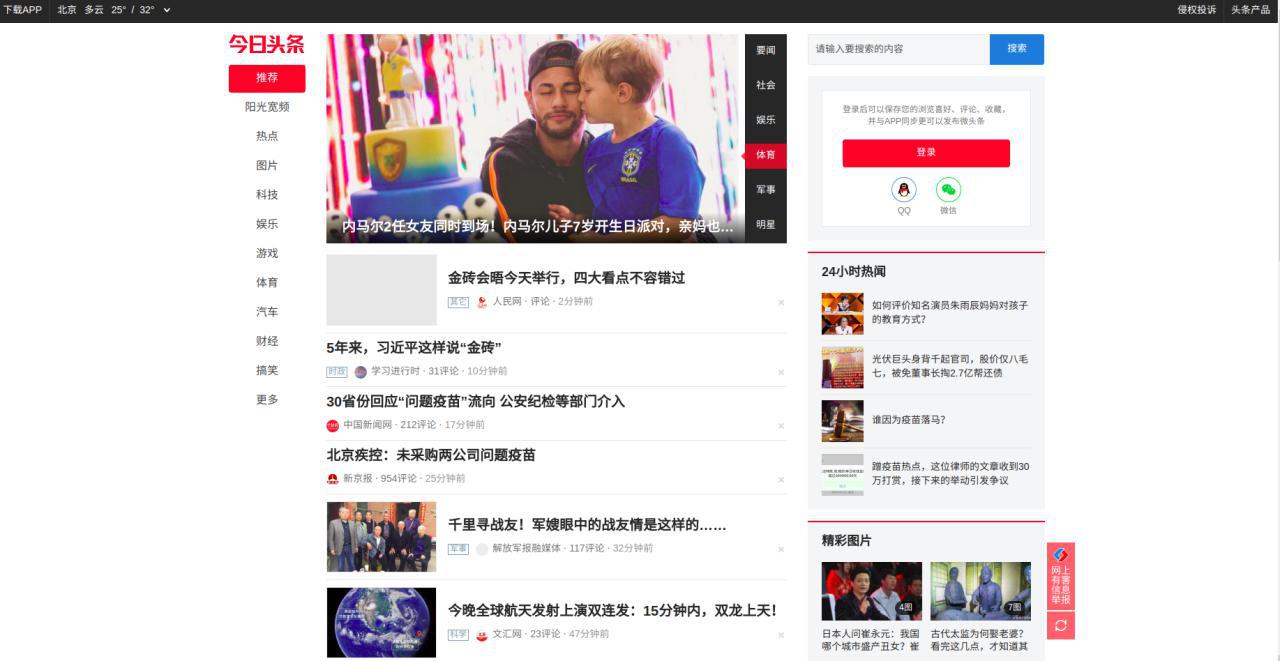 下载APP 北京 多云 25° / 32°
侵权投诉 头条产品
今日头条
推荐
阳光宽频
热点
图片
科技
娱乐
游戏
体育
汽车
财经
搞笑
更多
内马尔2任女友同时到场！内马尔儿子7岁开生日派对，亲妈也…
要闻
社会
娱乐
体育
军事
明星
金砖会晤今天举行，四大看点不容错过
其它 人民网 · 评论 · 2分钟前
5年来，习近平这样说“金砖”
时政 学习进行时 · 31评论 · 10分钟前
30省份回应“问题疫苗”流向 公安纪检等部门介入
中国新闻网 · 212评论 · 17分钟前
北京疾控：未采购两公司问题疫苗
新京报 · 954评论 · 25分钟前
千里寻战友！军嫂眼中的战友情是这样的……
军事 解放军报融媒体 · 117评论 · 32分钟前
今晚全球航天发射上演双连发：15分钟内，双龙上天！
科学 文汇网 · 23评论 · 47分钟前
请输入要搜索的内容
搜索
登录后可以保存您的浏览喜好、评论、收藏，
并与APP同步更可以发布微头条
登录
QQ 微信
24小时热闻
如何评价知名演员朱雨辰妈妈对孩子
的教育方式？
光伏巨头身背千起官司，股价仅八毛
七，被免董事长掏2.7亿帮还债
谁因为疫苗落马？
蹭疫苗热点，这位律师的文章收到30
万打赏，接下来的举动引发争议
精彩图片
4图
7图
日本人问崔永元：我国
哪个城市盛产丑女？崔
古代太监为何娶老婆？
看完这几点，才知道其
网上
有害
信息
举报